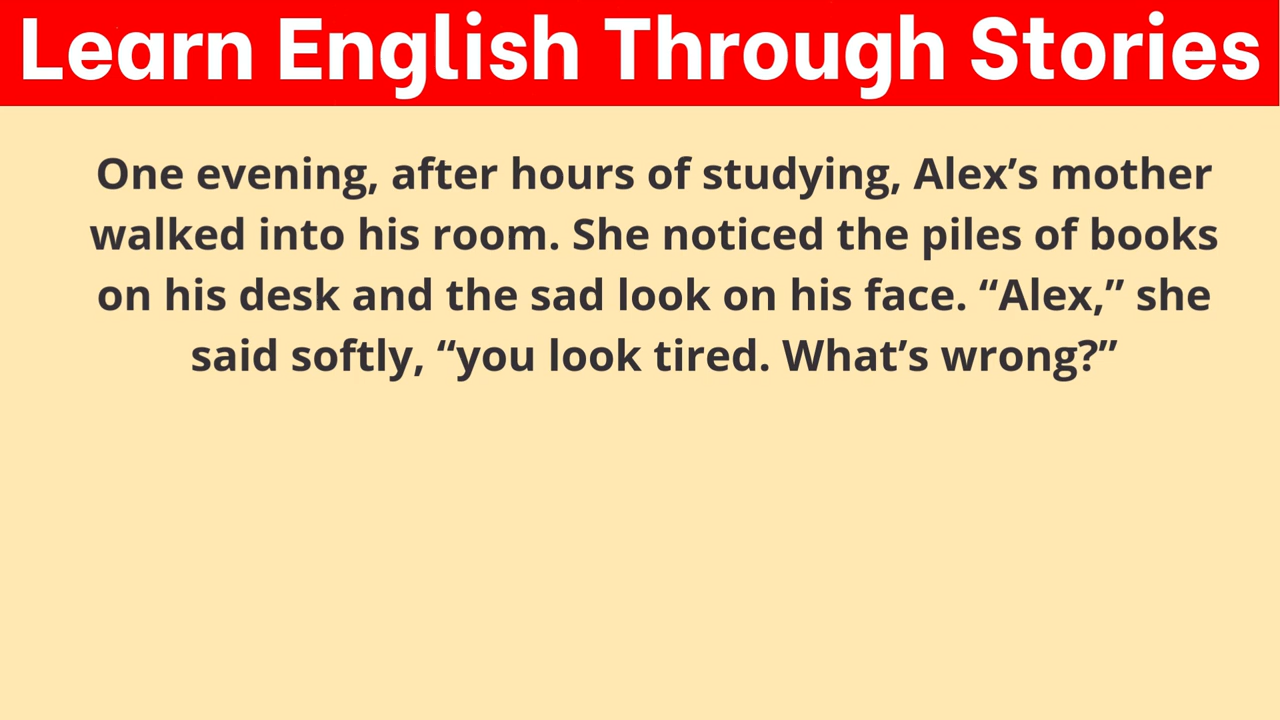 Learn English Through Stories
One evening, after hours of studying, Alex’s mother
walked into his room. She noticed the piles of books
on his desk and the sad look on his face. “Alex,” she
said softly, “you look tired. What’s wrong?”